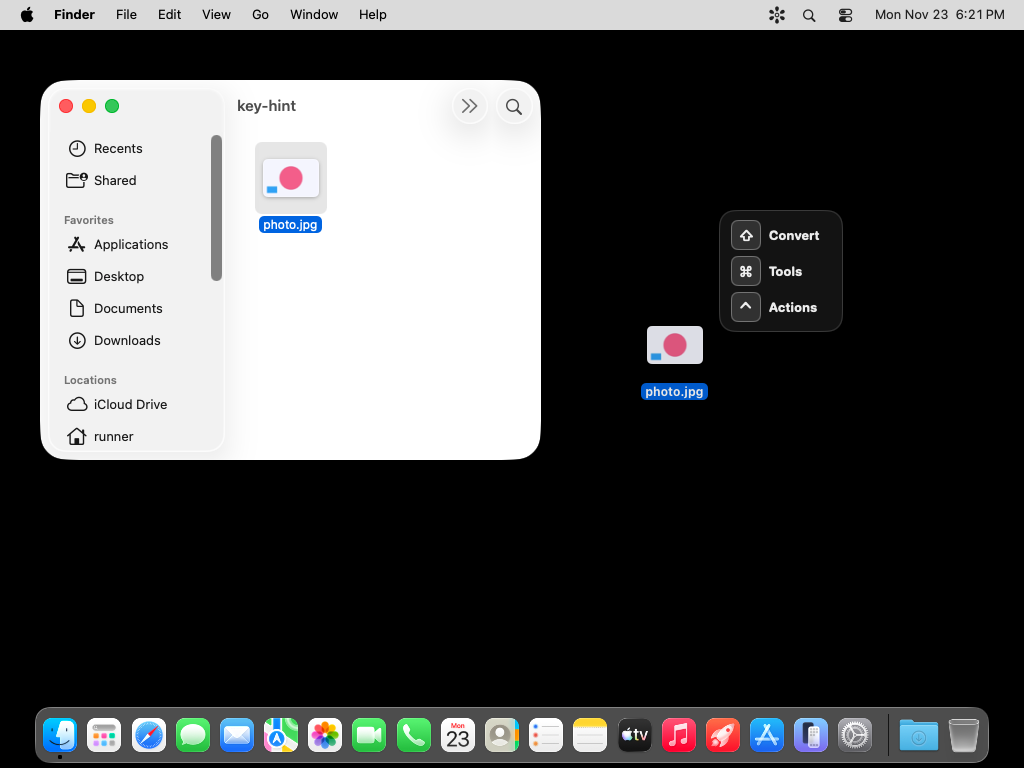 Finder File Edit View Go Window Help Mon Nov 23 6:21 PM
key-hint
Recents
Shared
Favorites
Applications
Desktop
Documents
Downloads
Locations
iCloud Drive
runner
photo.jpg
Convert
Tools
Actions
photo.jpg
Mon
23
tv